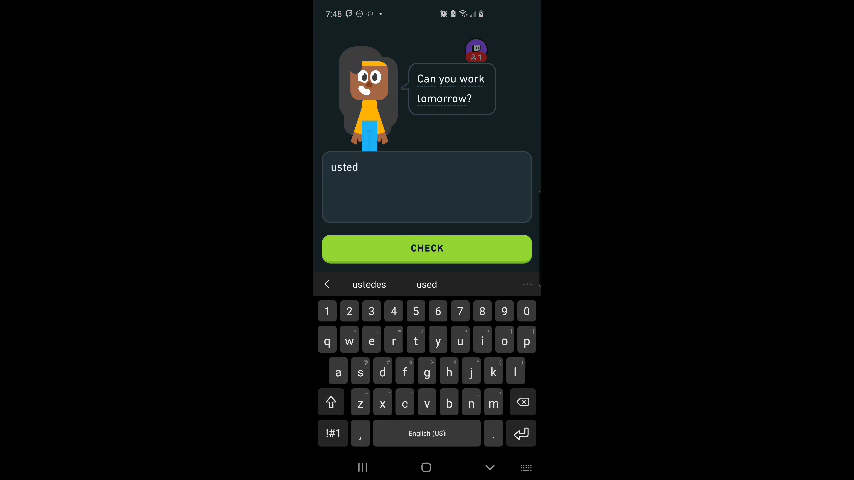 7:48
Can you work
tomorrow?
usted
CHECK
ustedes used
1 2 3 4 5 6 7 8 9 0
q w e r t y u i o p
a s d f g h j k l
z x c v b n m
!#1 , English (US) .